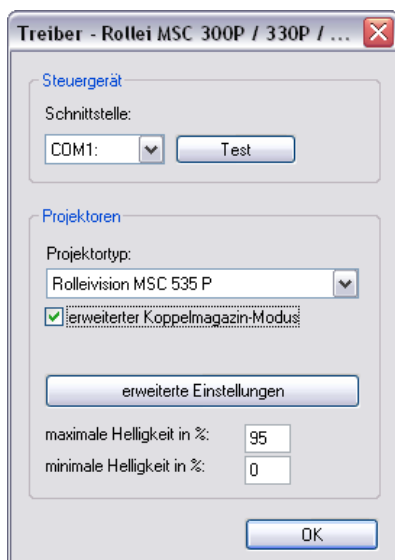 Treiber - Rollei MSC 300P / 330P / ...
Steuergerät
Schnittstelle:
COM1: Test
Projektoren
Projektortyp:
Rolleivision MSC 535 P
erweiterter Koppelmagazin-Modus
erweiterte Einstellungen
maximale Helligkeit in %: 95
minimale Helligkeit in %: 0
OK